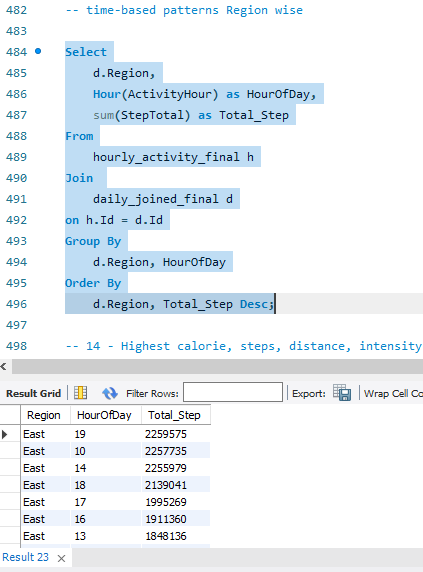 482 -- time-based patterns Region wise
483
484 Select
485 d.Region,
486 Hour(ActivityHour) as HourOfDay,
487 sum(StepTotal) as Total_Step
488 From
489 hourly_activity_final h
490 Join
491 daily_joined_final d
492 on h.Id = d.Id
493 Group By
494 d.Region, HourOfDay
495 Order By
496 d.Region, Total_Step Desc;
497
498 -- 14 - Highest calorie, steps, distance, intensity
Result Grid Filter Rows: Export: Wrap Cell Co
Region HourOfDay Total_Step
East 19 2259575
East 10 2257735
East 14 2255979
East 18 2139041
East 17 1995269
East 16 1911360
East 13 1848136
Result 23 ×